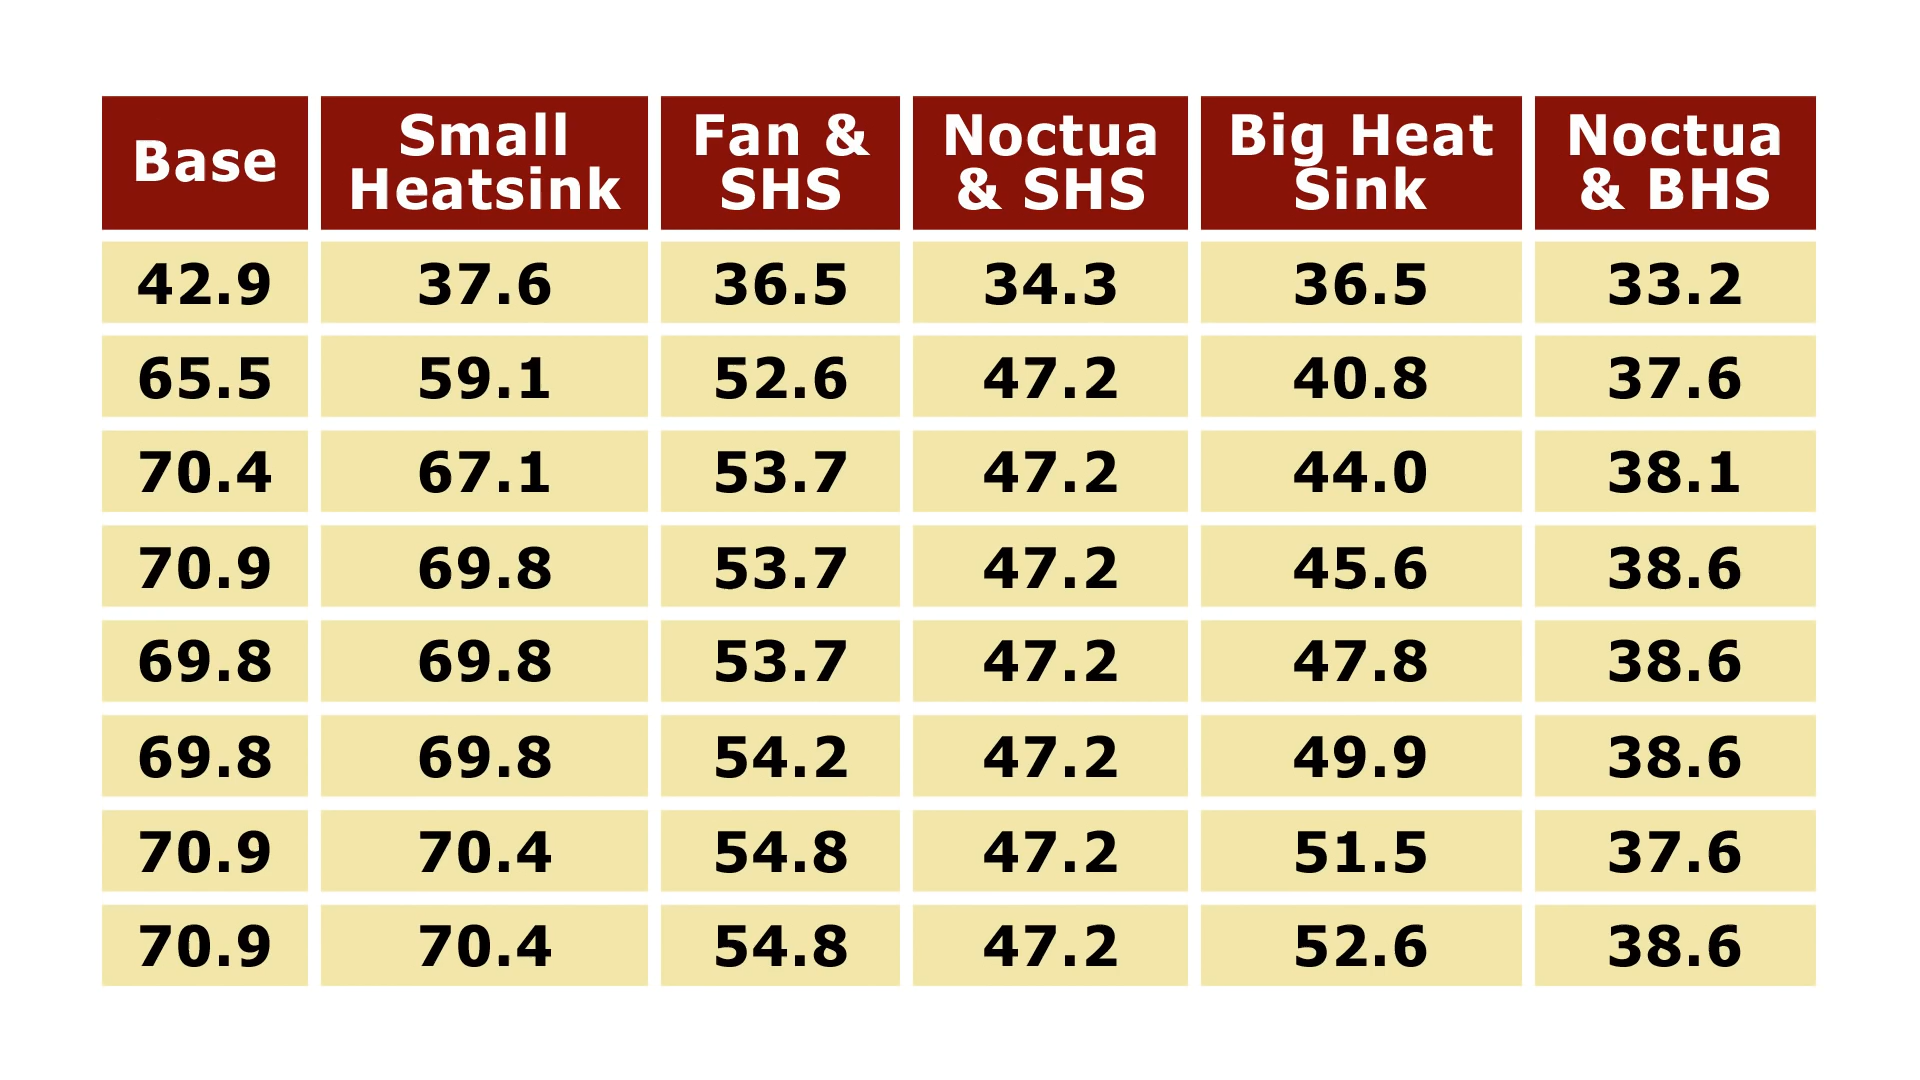 Base Small Heatsink Fan & SHS Noctua & SHS Big Heat Sink Noctua & BHS
42.9 37.6 36.5 34.3 36.5 33.2
65.5 59.1 52.6 47.2 40.8 37.6
70.4 67.1 53.7 47.2 44.0 38.1
70.9 69.8 53.7 47.2 45.6 38.6
69.8 69.8 53.7 47.2 47.8 38.6
69.8 69.8 54.2 47.2 49.9 38.6
70.9 70.4 54.8 47.2 51.5 37.6
70.9 70.4 54.8 47.2 52.6 38.6